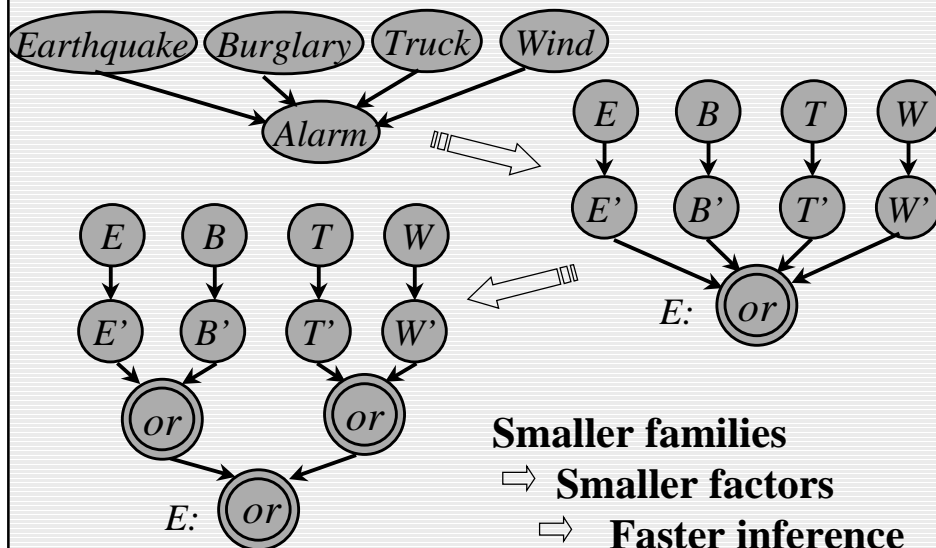 Earthquake Burglary Truck Wind
Alarm
E B T W
E' B' T' W'
E: or
E B T W
E' B' T' W'
or or
E: or
Smaller families
⇨ Smaller factors
⇨ Faster inference